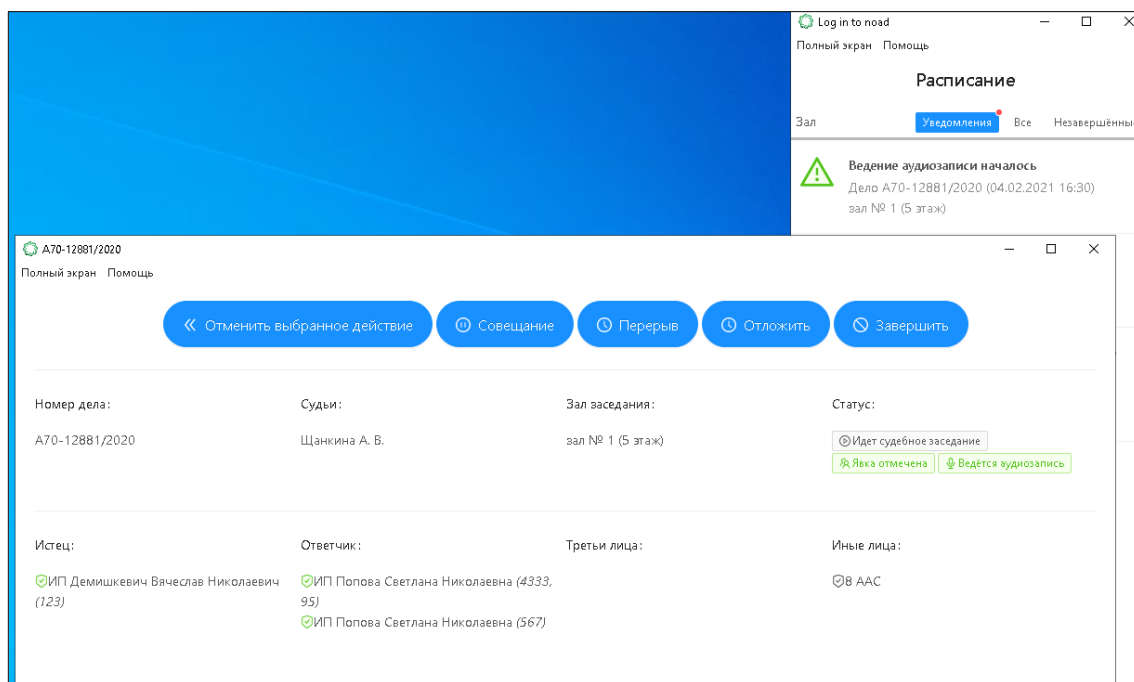 Log in to noad
Полный экран Помощь
Расписание
Зал Уведомления Все Незавершённы
Ведение аудиозаписи началось
Дело А70-12881/2020 (04.02.2021 16:30)
зал № 1 (5 этаж)
А70-12881/2020
Полный экран Помощь
Отменить выбранное действие Совещание Перерыв Отложить Завершить
Номер дела: Судьи: Зал заседания: Статус:
А70-12881/2020 Щанкина А. В. зал № 1 (5 этаж) Идет судебное заседание
Явка отмечена Ведётся аудиозапись
Истец: Ответчик: Третьи лица: Иные лица:
ИП Демишкевич Вячеслав Николаевич ИП Попова Светлана Николаевна (4333, 8 ААС
(123) 95)
ИП Попова Светлана Николаевна (567)